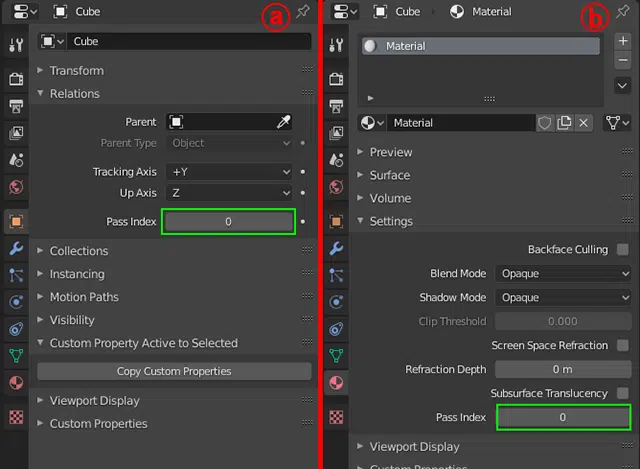 Cube
a
Cube
Transform
Relations
Parent
Parent Type Object
Tracking Axis +Y
Up Axis Z
Pass Index 0
Collections
Instancing
Motion Paths
Visibility
Custom Property Active to Selected
Copy Custom Properties
Viewport Display
Custom Properties
Cube › Material
b
Material
Material
Preview
Surface
Volume
Settings
Backface Culling
Blend Mode Opaque
Shadow Mode Opaque
Clip Threshold 0.000
Screen Space Refraction
Refraction Depth 0 m
Subsurface Translucency
Pass Index 0
Viewport Display
Custom Properties